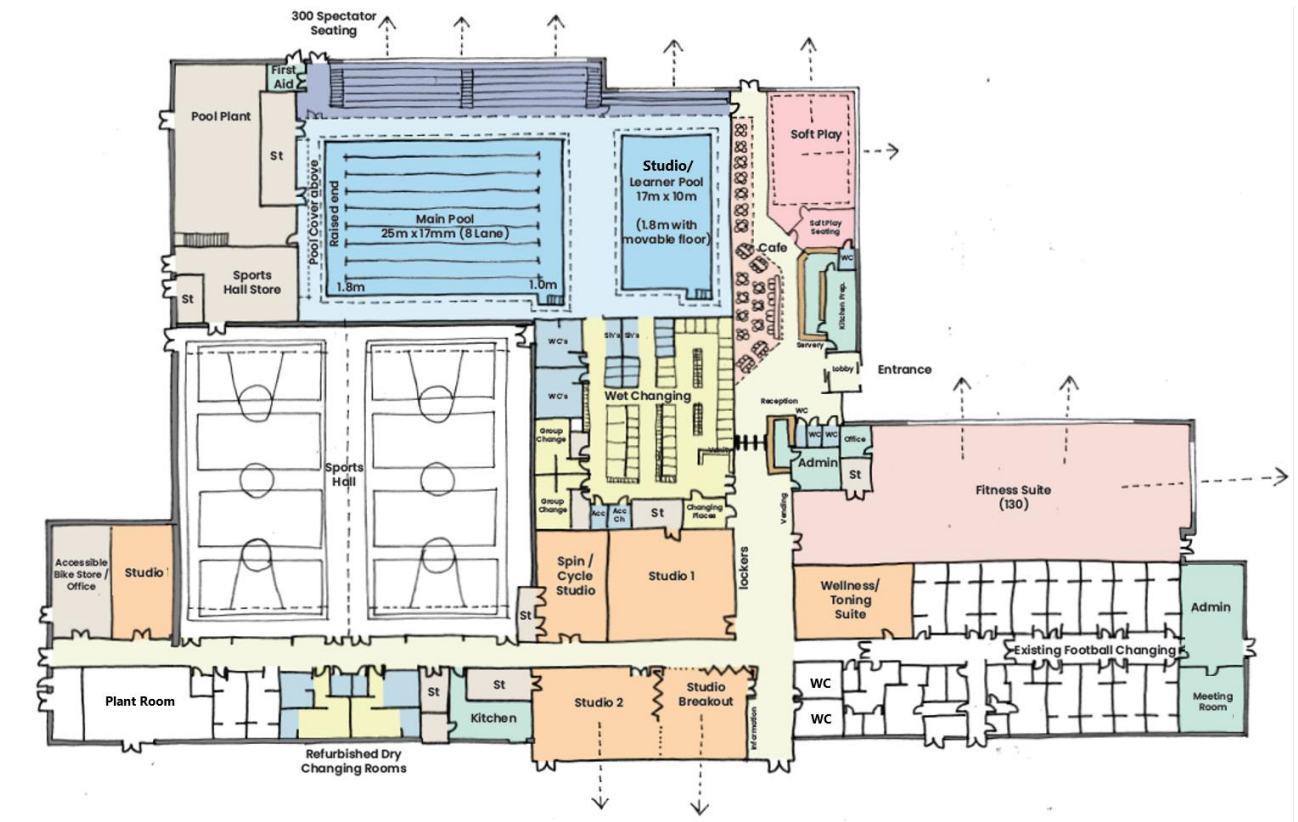 300 Spectator
Seating
First
Aid
Pool Plant
St
Pool Cover above
Raised end
Main Pool
25m x 17mm (8 Lane)
1.8m
1.0m
Studio/
Learner Pool
17m x 10m
(1.8m with
movable floor)
Soft Play
Soft Play
Seating
Cafe
WC
Kitchen Prep.
Servery
Lobby
Entrance
Sports
Hall Store
St
WC's
WC's
Sh's
Sh's
Wet Changing
Group
Change
Group
Change
Acc
Acc
Ch
St
Changing
Places
Reception
WC
WC
WC
Office
Admin
St
Vending
Fitness Suite
(130)
Sports
Hall
Accessible
Bike Store /
Office
Studio
St
Spin /
Cycle
Studio
Studio 1
lockers
Wellness/
Toning
Suite
Admin
Existing Football Changing
Plant Room
St
St
Kitchen
Studio 2
Studio
Breakout
Information
WC
WC
Meeting
Room
Refurbished Dry
Changing Rooms